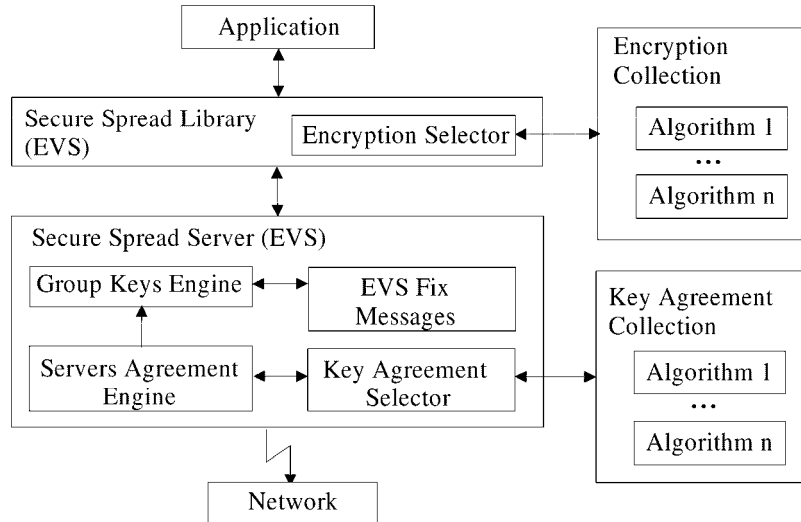 Application
Secure Spread Library
(EVS)
Encryption Selector
Encryption
Collection
Algorithm 1
...
Algorithm n
Secure Spread Server (EVS)
Group Keys Engine
EVS Fix
Messages
Servers Agreement
Engine
Key Agreement
Selector
Key Agreement
Collection
Algorithm 1
...
Algorithm n
Network